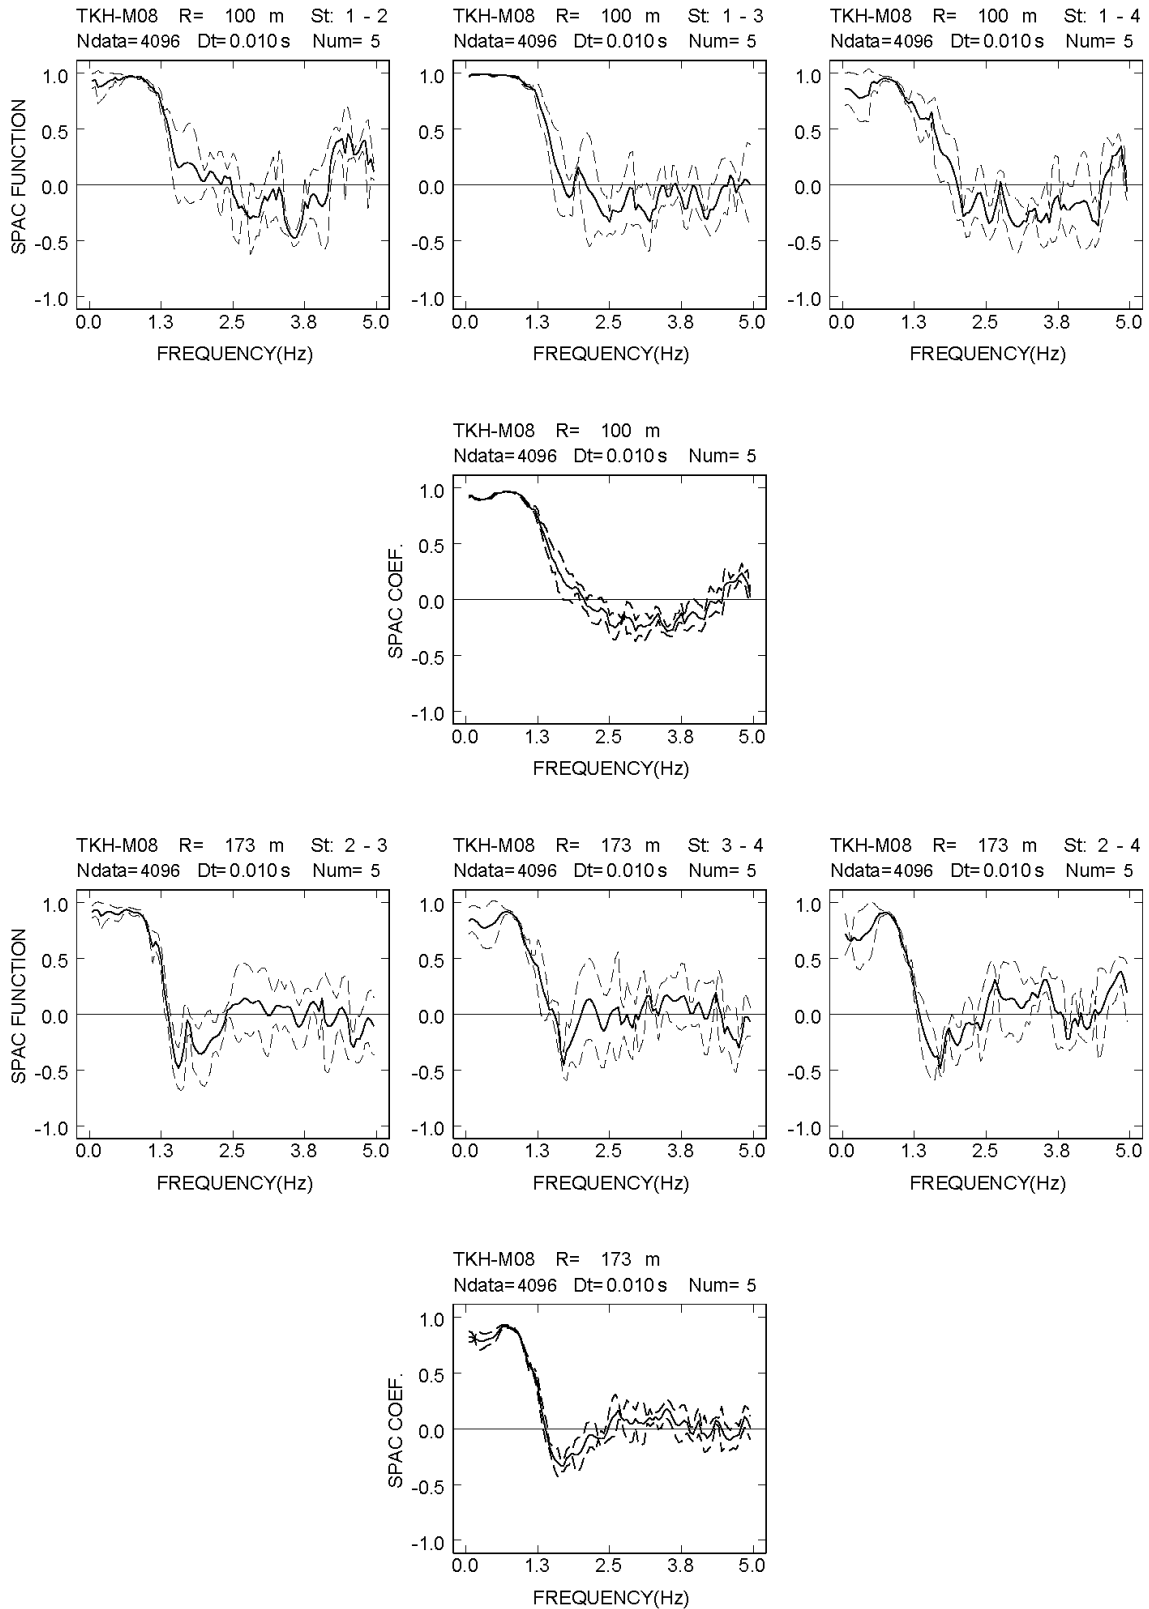 TKH-M08 R= 100 m St: 1 - 2
Ndata=4096 Dt=0.010 s Num= 5
1.0
0.5
0.0
-0.5
-1.0
SPAC FUNCTION
0.0 1.3 2.5 3.8 5.0
FREQUENCY(Hz)
TKH-M08 R= 100 m St: 1 - 3
Ndata=4096 Dt=0.010 s Num= 5
1.0
0.5
0.0
-0.5
-1.0
0.0 1.3 2.5 3.8 5.0
FREQUENCY(Hz)
TKH-M08 R= 100 m St: 1 - 4
Ndata=4096 Dt=0.010 s Num= 5
1.0
0.5
0.0
-0.5
-1.0
0.0 1.3 2.5 3.8 5.0
FREQUENCY(Hz)
TKH-M08 R= 100 m
Ndata=4096 Dt=0.010 s Num= 5
1.0
0.5
0.0
-0.5
-1.0
SPAC COEF.
0.0 1.3 2.5 3.8 5.0
FREQUENCY(Hz)
TKH-M08 R= 173 m St: 2 - 3
Ndata=4096 Dt=0.010 s Num= 5
1.0
0.5
0.0
-0.5
-1.0
SPAC FUNCTION
0.0 1.3 2.5 3.8 5.0
FREQUENCY(Hz)
TKH-M08 R= 173 m St: 3 - 4
Ndata=4096 Dt=0.010 s Num= 5
1.0
0.5
0.0
-0.5
-1.0
0.0 1.3 2.5 3.8 5.0
FREQUENCY(Hz)
TKH-M08 R= 173 m St: 2 - 4
Ndata=4096 Dt=0.010 s Num= 5
1.0
0.5
0.0
-0.5
-1.0
0.0 1.3 2.5 3.8 5.0
FREQUENCY(Hz)
TKH-M08 R= 173 m
Ndata=4096 Dt=0.010 s Num= 5
1.0
0.5
0.0
-0.5
-1.0
SPAC COEF.
0.0 1.3 2.5 3.8 5.0
FREQUENCY(Hz)